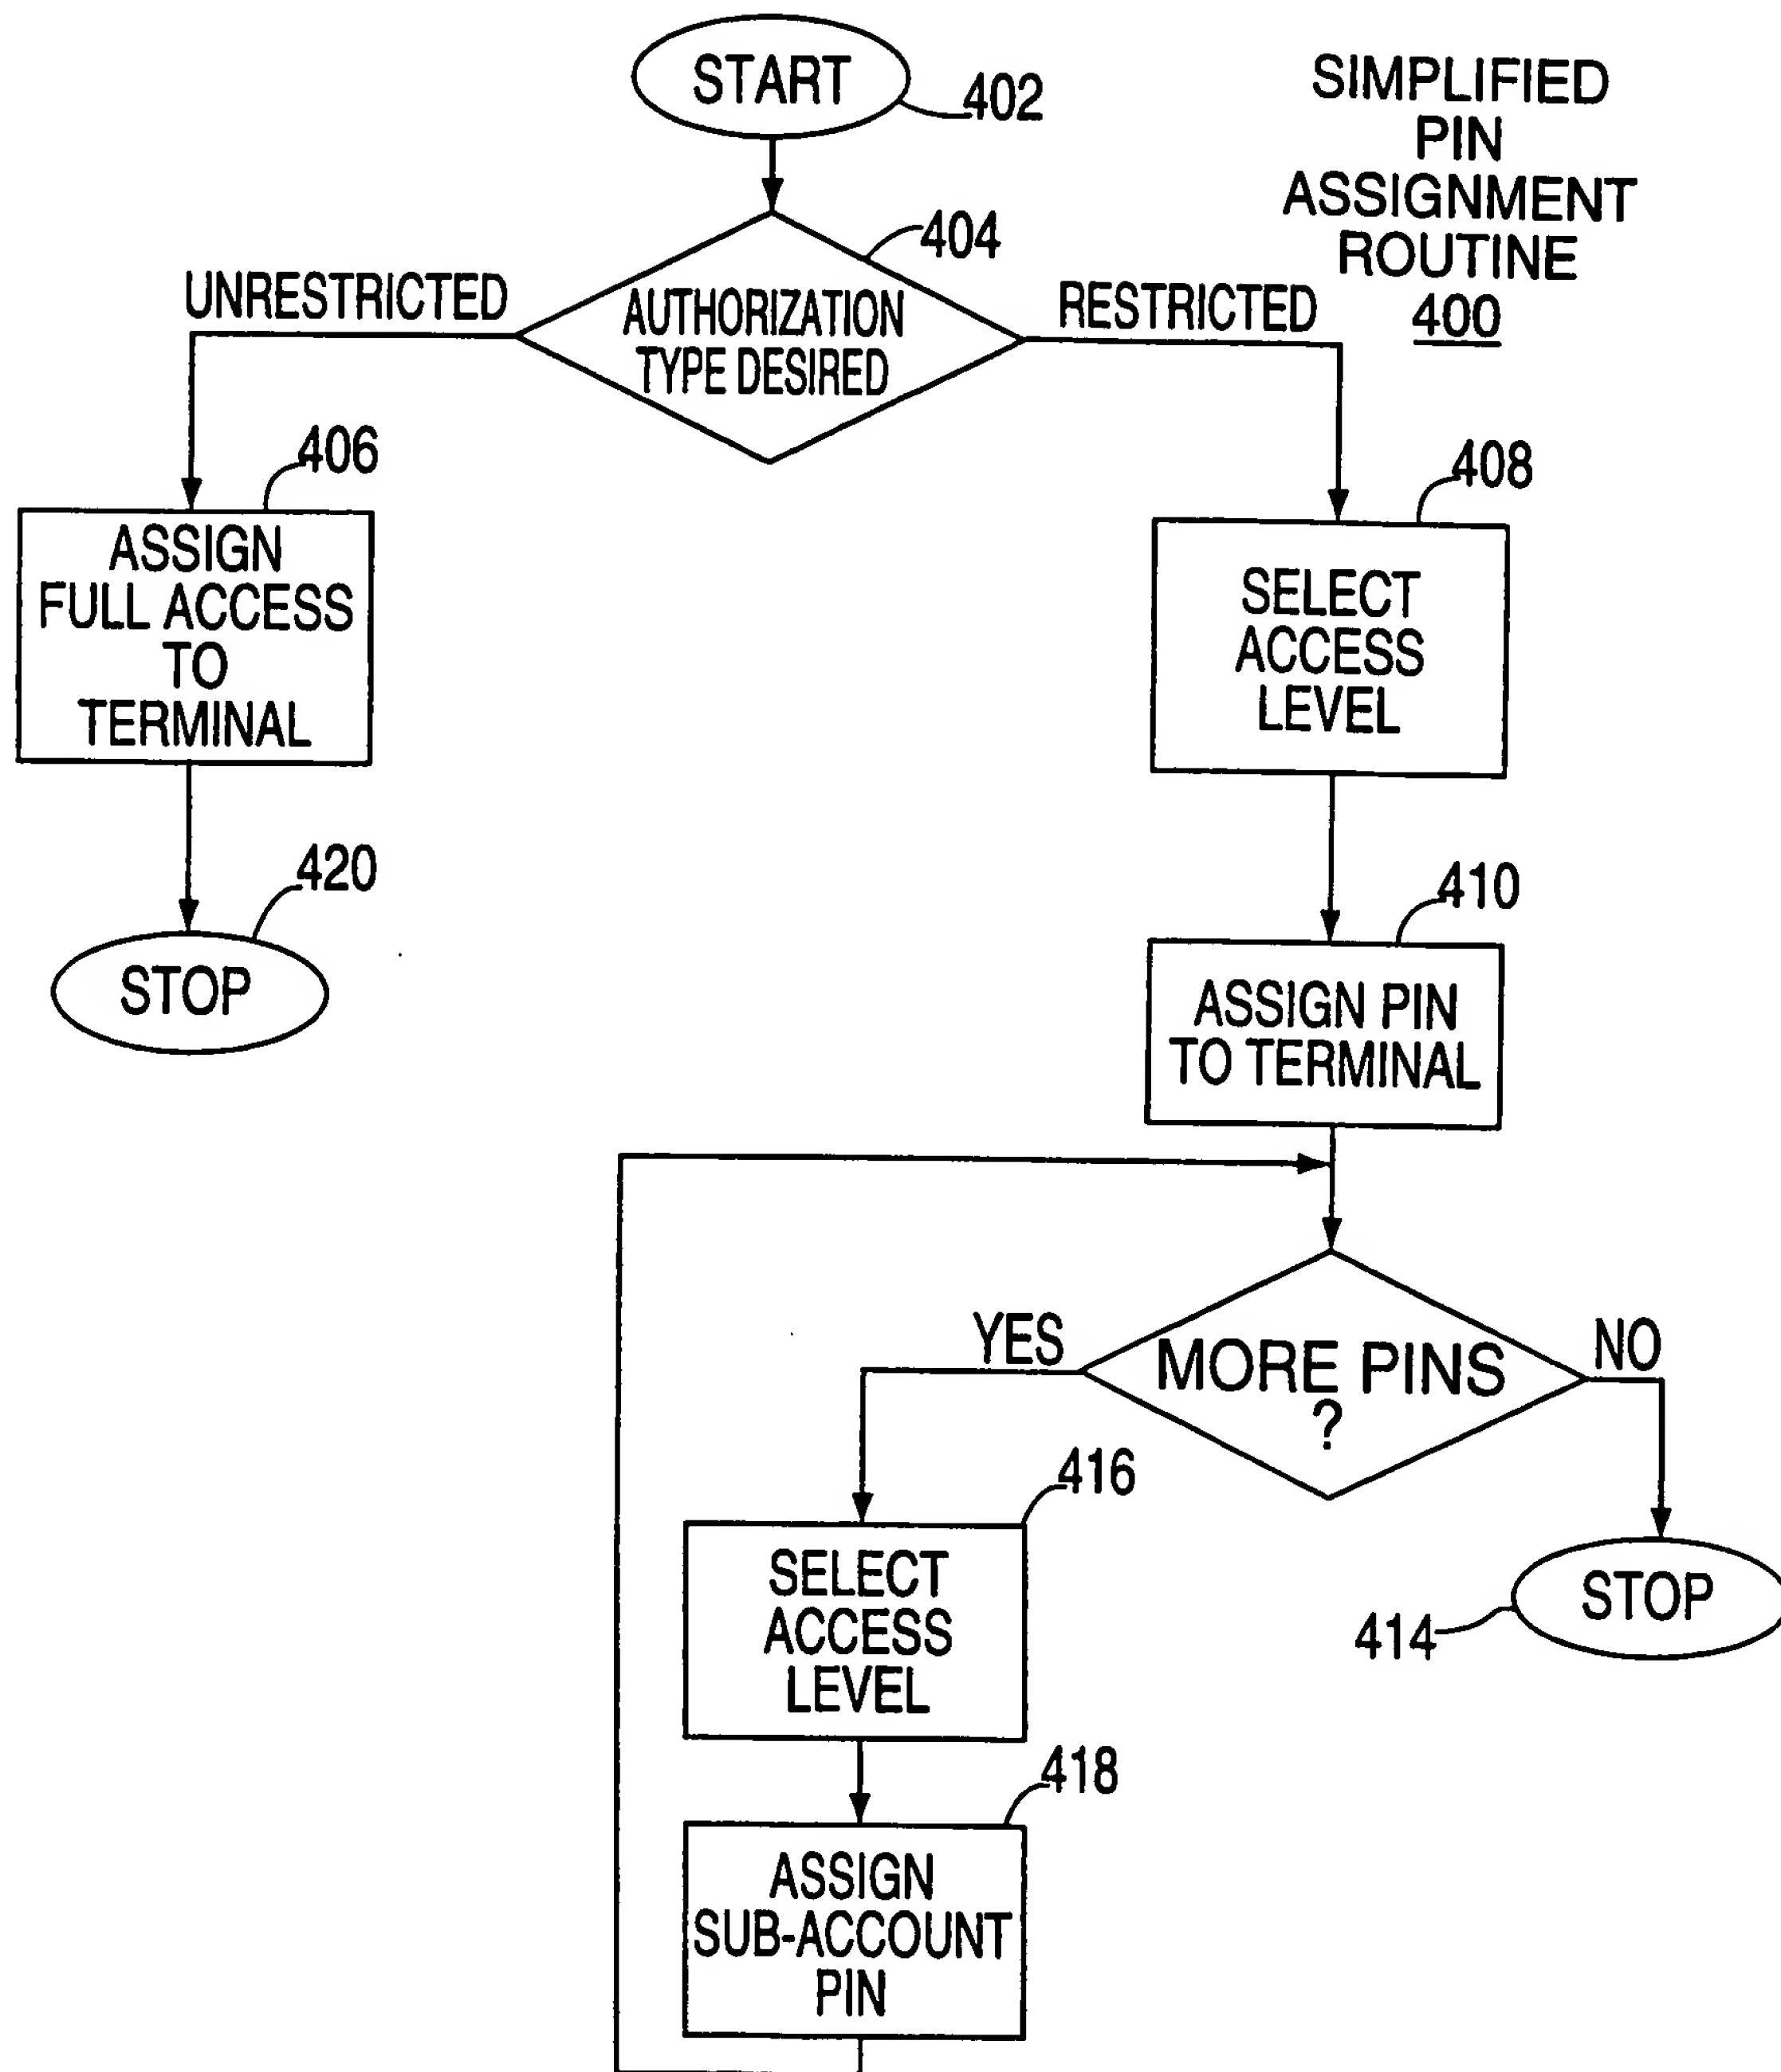 START
402
SIMPLIFIED
PIN
ASSIGNMENT
ROUTINE
400
404
UNRESTRICTED
AUTHORIZATION
TYPE DESIRED
RESTRICTED
406
ASSIGN
FULL ACCESS
TO
TERMINAL
408
SELECT
ACCESS
LEVEL
420
STOP
410
ASSIGN PIN
TO TERMINAL
YES
MORE PINS
?
NO
416
SELECT
ACCESS
LEVEL
STOP
414
418
ASSIGN
SUB-ACCOUNT
PIN